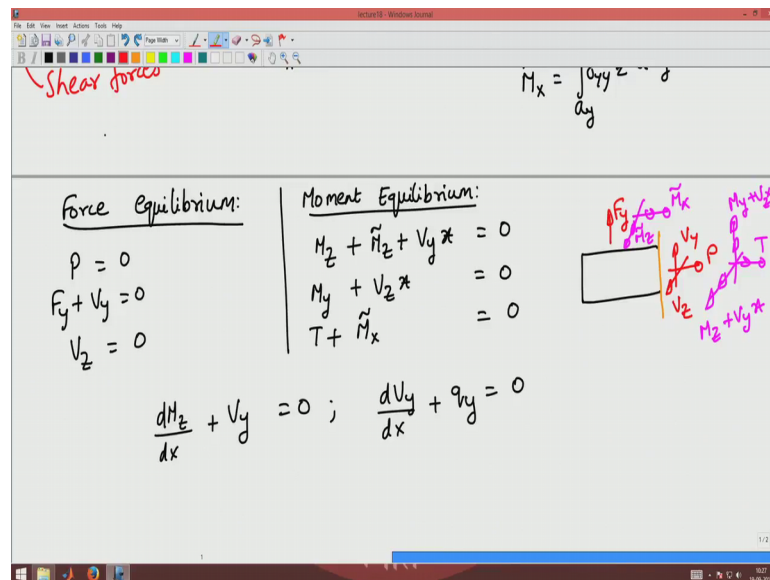 lecture18 - Windows Journal
File Edit View Insert Actions Tools Help
Page Width
B I
Shear forces
M̃x = ∫ σyy z
ay
Force Equilibrium:
P = 0
Fy + Vy = 0
Vz = 0
Moment Equilibrium:
Mz + M̃z + Vy x = 0
My + Vz x = 0
T + M̃x = 0
Fy M̃x
M̃z
Vy
P
Vz
My+Vz
T
Mz + Vy x
dMz/dx + Vy = 0 ; dVy/dx + qy = 0
1
1/2
10:27